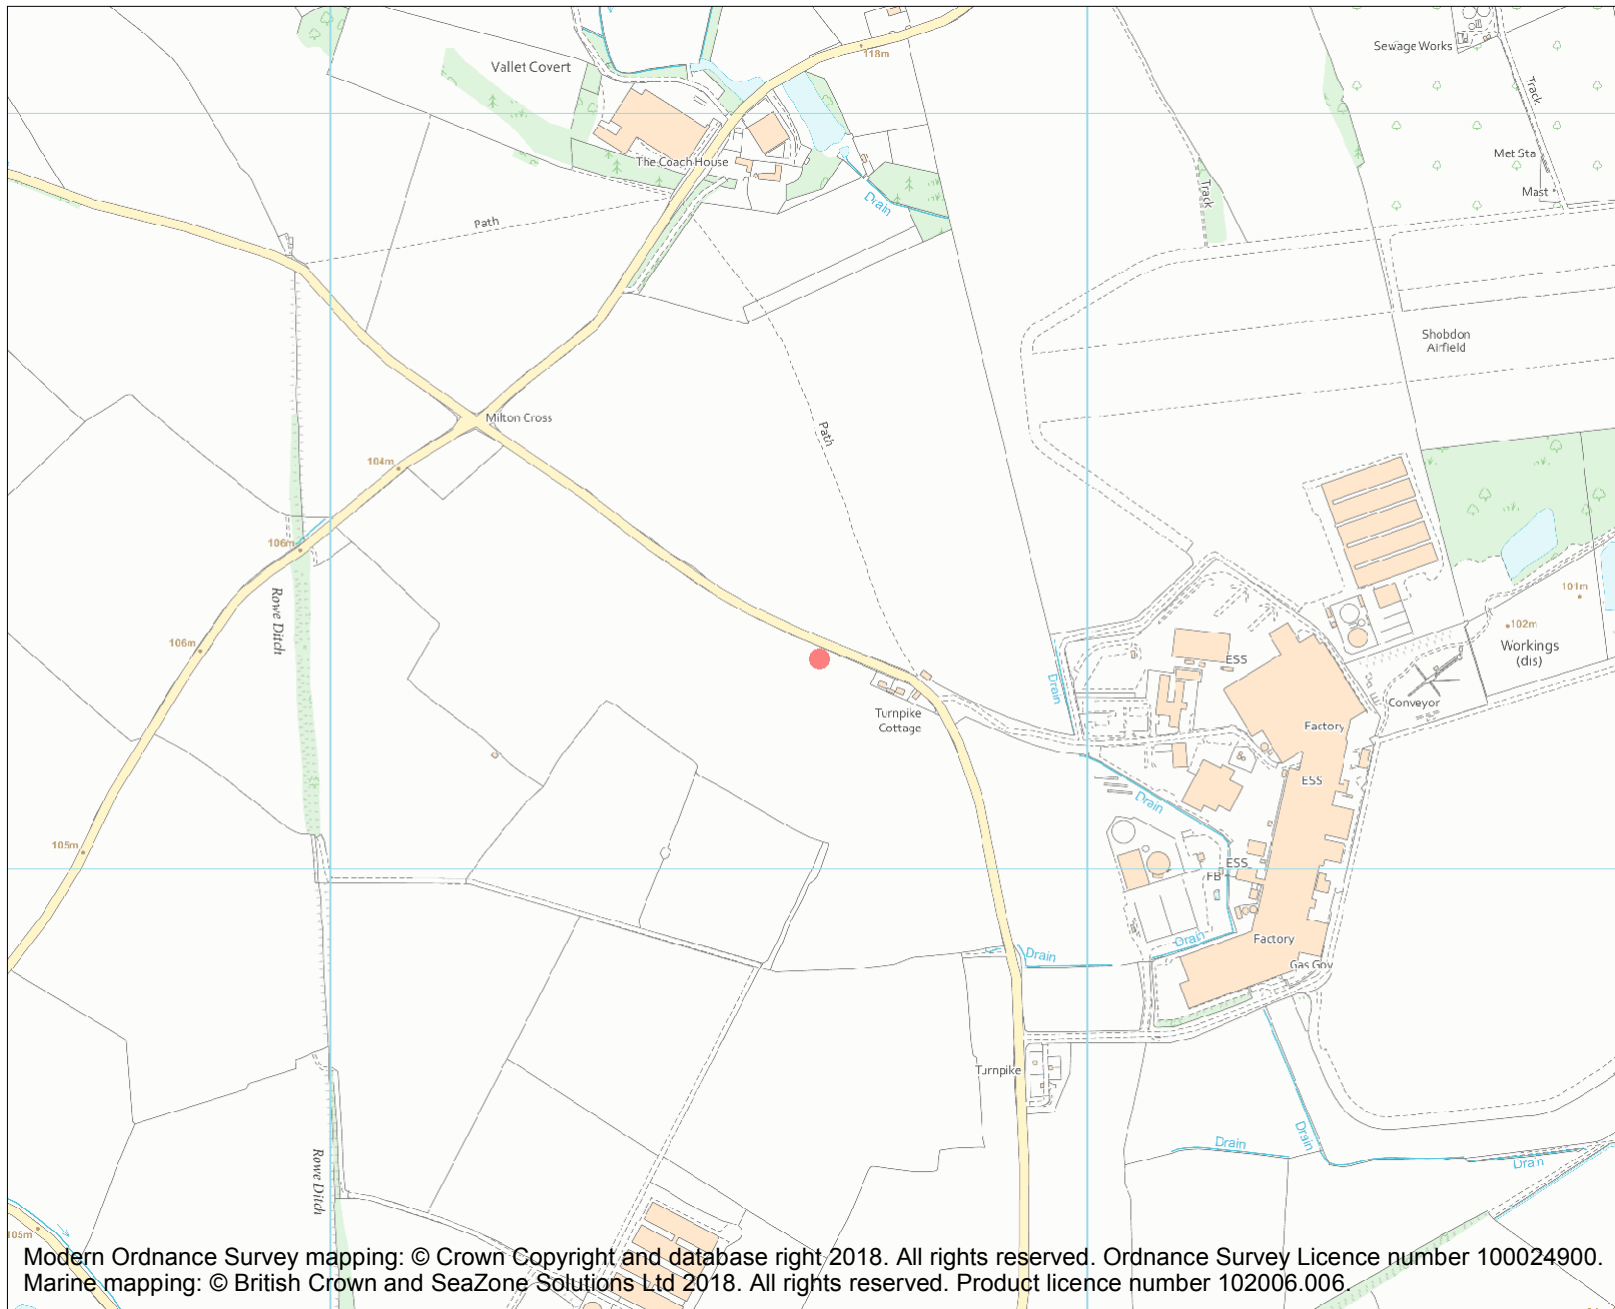 118m
Sewage Works
Vallet Covert
Track
Met Sta
The Coach House
Mast
Track
Drain
Path
Shobdon
Airfield
Milton Cross
Path
104m
106m
101m
Rowe Ditch
102m
106m
Workings
(dis)
ESS
Drain
Conveyor
Turnpike
Cottage
Factory
ESS
Drain
105m
ESS
FB
Factory
Drain
Drain
Gas Gov
Turnpike
Drain
Drain
Drain
Rowe Ditch
105m
Modern Ordnance Survey mapping: © Crown Copyright and database right 2018. All rights reserved. Ordnance Survey Licence number 100024900.
Marine mapping: © British Crown and SeaZone Solutions Ltd 2018. All rights reserved. Product licence number 102006.006.